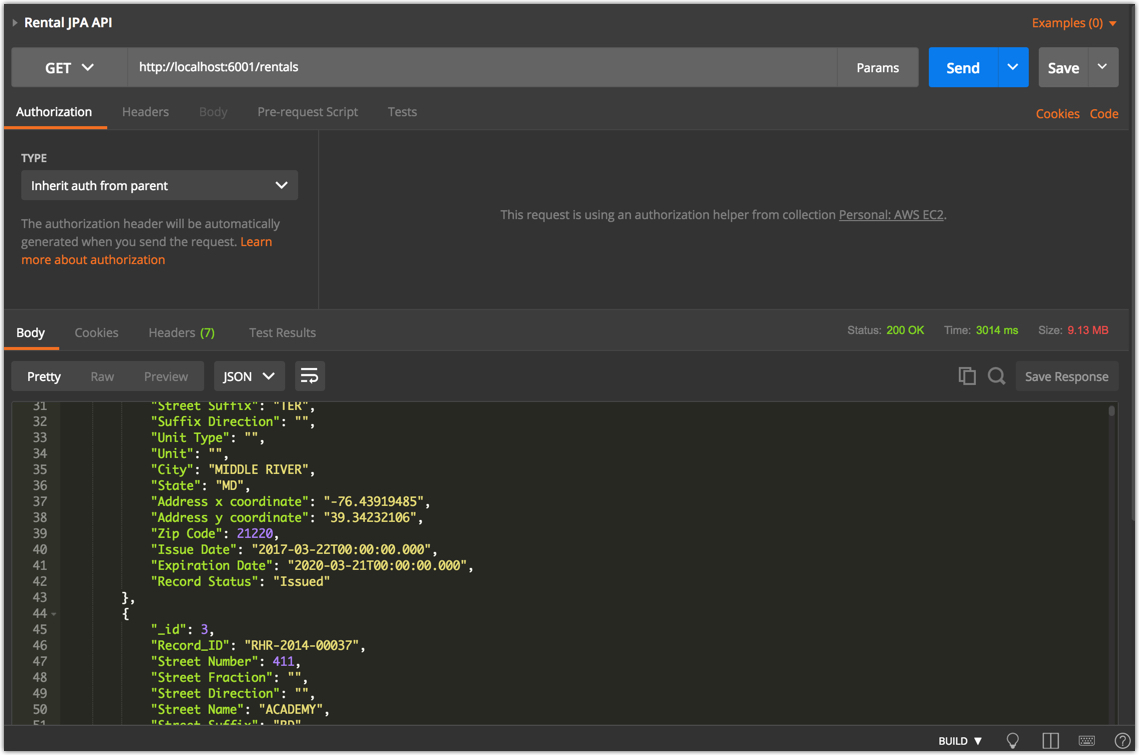 Rental JPA API
Examples (0)
GET
http://localhost:6001/rentals
Params
Send
Save
Authorization Headers Body Pre-request Script Tests
Cookies Code
TYPE
Inherit auth from parent
The authorization header will be automatically
generated when you send the request. Learn
more about authorization
This request is using an authorization helper from collection Personal: AWS EC2.
Body Cookies Headers (7) Test Results
Status: 200 OK Time: 3014 ms Size: 9.13 MB
Pretty Raw Preview JSON
Save Response
31 "Street Suffix": "TER",
32 "Suffix Direction": "",
33 "Unit Type": "",
34 "Unit": "",
35 "City": "MIDDLE RIVER",
36 "State": "MD",
37 "Address x coordinate": "-76.43919485",
38 "Address y coordinate": "39.34232106",
39 "Zip Code": 21220,
40 "Issue Date": "2017-03-22T00:00:00.000",
41 "Expiration Date": "2020-03-21T00:00:00.000",
42 "Record Status": "Issued"
43 },
44 {
45 "_id": 3,
46 "Record_ID": "RHR-2014-00037",
47 "Street Number": 411,
48 "Street Fraction": "",
49 "Street Direction": "",
50 "Street Name": "ACADEMY",
51 "Street Suffix": "RD",
BUILD